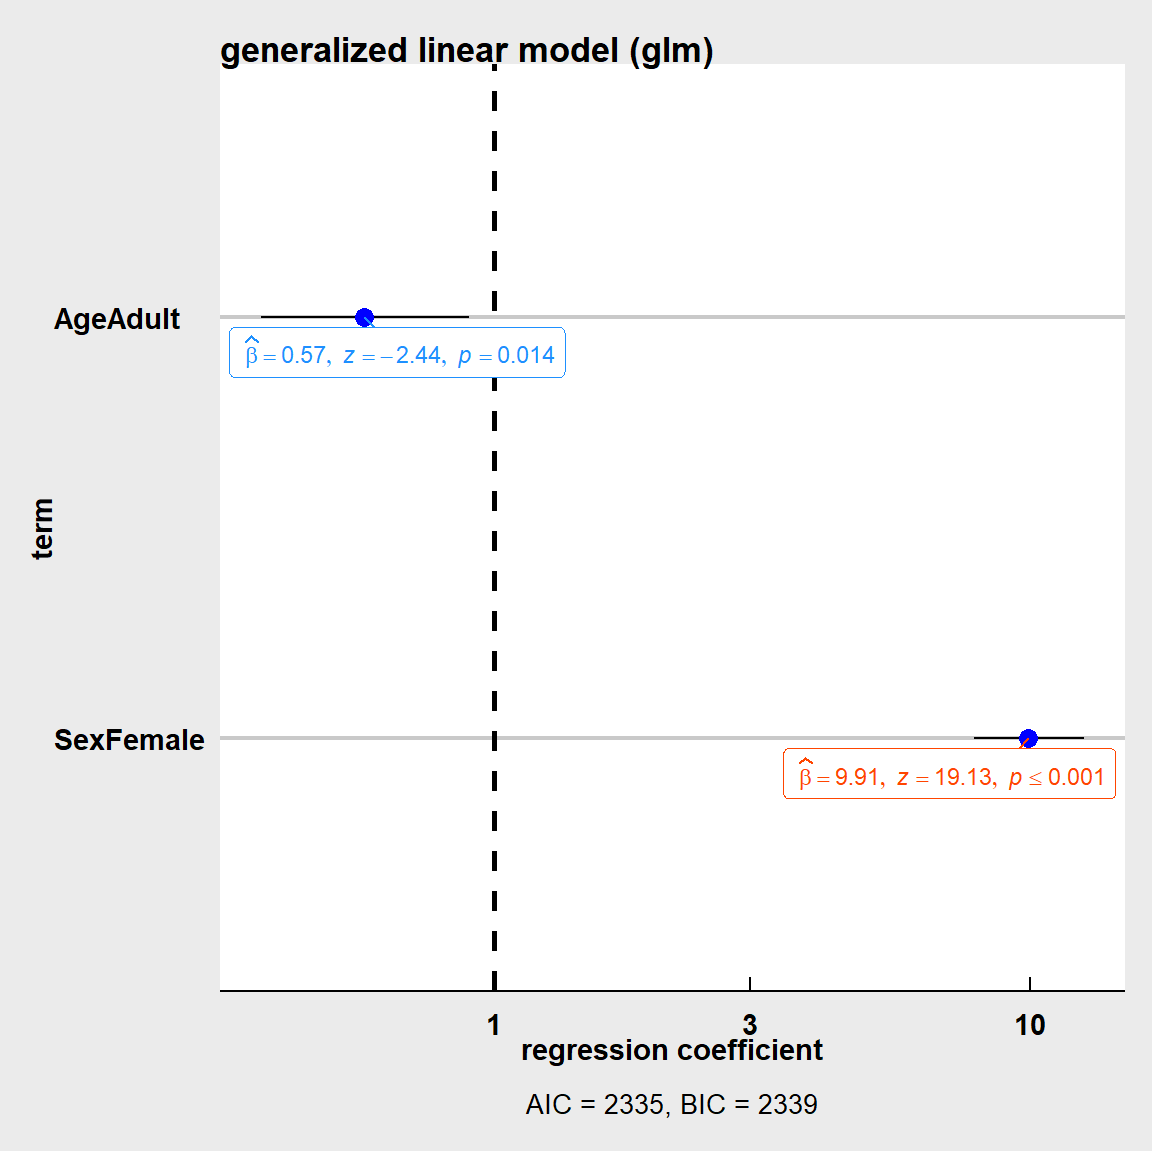 generalized linear model (glm)
AgeAdult
β̂ = 0.57, z = −2.44, p = 0.014
term
SexFemale
β̂ = 9.91, z = 19.13, p ≤ 0.001
1 3 10
regression coefficient
AIC = 2335, BIC = 2339